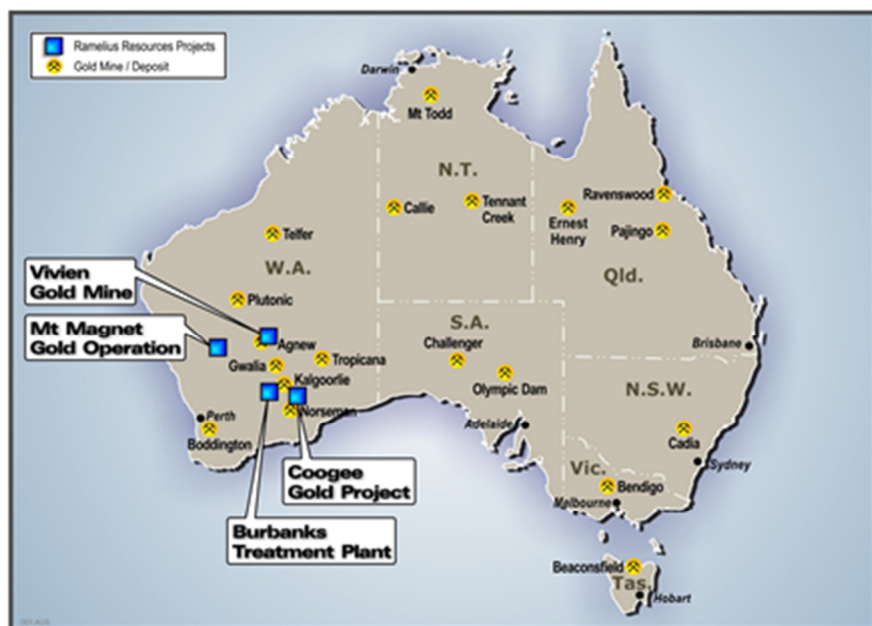 Ramelius Resources Projects
Gold Mine / Deposit
Darwin
Mt Todd
N.T.
Callie
Tennant
Creek
Ravenswood
Ernest
Henry
Pajingo
Telfer
W.A.
Qld.
Vivien
Gold Mine
Plutonic
Mt Magnet
Gold Operation
S.A.
Agnew
Challenger
Brisbane
Gwalia
Tropicana
Olympic Dam
Kalgoorlie
N.S.W.
Norseman
Perth
Boddington
Adelaide
Cadia
Sydney
Coogee
Gold Project
Vic.
Bendigo
Melbourne
Burbanks
Treatment Plant
Beaconsfield
Tas.
Hobart